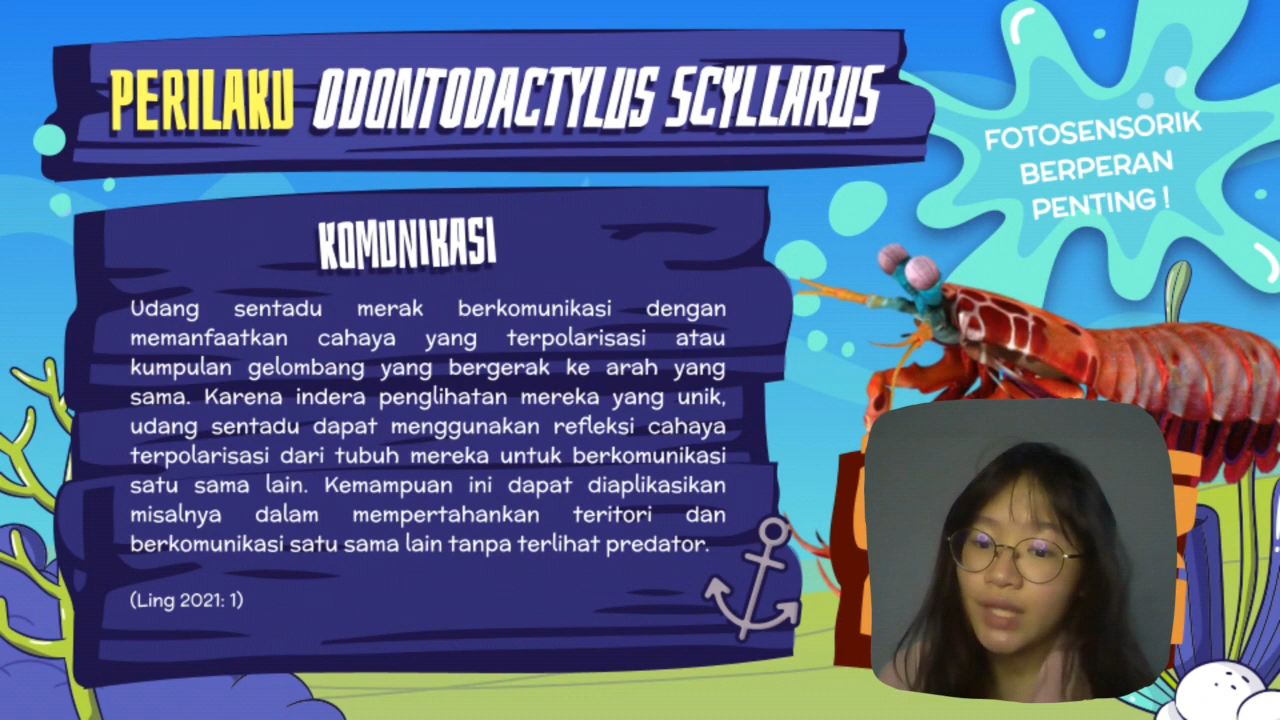 PERILAKU ODONTODACTYLUS SCYLLARUS
FOTOSENSORIK
BERPERAN
PENTING !
KOMUNIKASI
Udang sentadu merak berkomunikasi dengan
memanfaatkan cahaya yang terpolarisasi atau
kumpulan gelombang yang bergerak ke arah yang
sama. Karena indera penglihatan mereka yang unik,
udang sentadu dapat menggunakan refleksi cahaya
terpolarisasi dari tubuh mereka untuk berkomunikasi
satu sama lain. Kemampuan ini dapat diaplikasikan
misalnya dalam mempertahankan teritori dan
berkomunikasi satu sama lain tanpa terlihat predator.
(Ling 2021: 1)